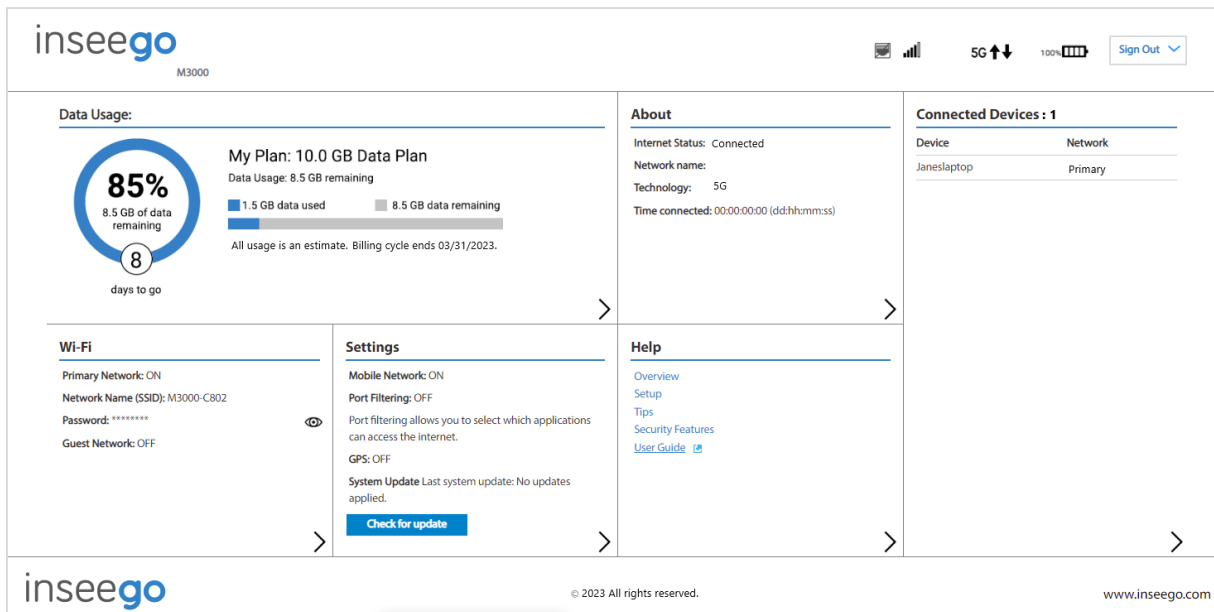 inseego
M3000
5G
100%
Sign Out
Data Usage:
85%
8.5 GB of data
remaining
8
days to go
My Plan: 10.0 GB Data Plan
Data Usage: 8.5 GB remaining
1.5 GB data used
8.5 GB data remaining
All usage is an estimate. Billing cycle ends 03/31/2023.
About
Internet Status: Connected
Network name:
Technology: 5G
Time connected: 00:00:00:00 (dd:hh:mm:ss)
Connected Devices : 1
Device Network
Janeslaptop Primary
Wi-Fi
Primary Network: ON
Network Name (SSID): M3000-C802
Password: ********
Guest Network: OFF
Settings
Mobile Network: ON
Port Filtering: OFF
Port filtering allows you to select which applications
can access the internet.
GPS: OFF
System Update Last system update: No updates
applied.
Check for update
Help
Overview
Setup
Tips
Security Features
User Guide
inseego
© 2023 All rights reserved.
www.inseego.com